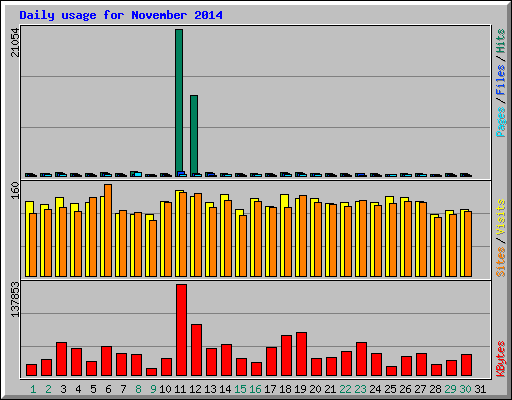 Daily usage for November 2014
21054
Pages / Files / Hits
160
Sites / Visits
137853
KBytes
1 2 3 4 5 6 7 8 9 10 11 12 13 14 15 16 17 18 19 20 21 22 23 24 25 26 27 28 29 30 31